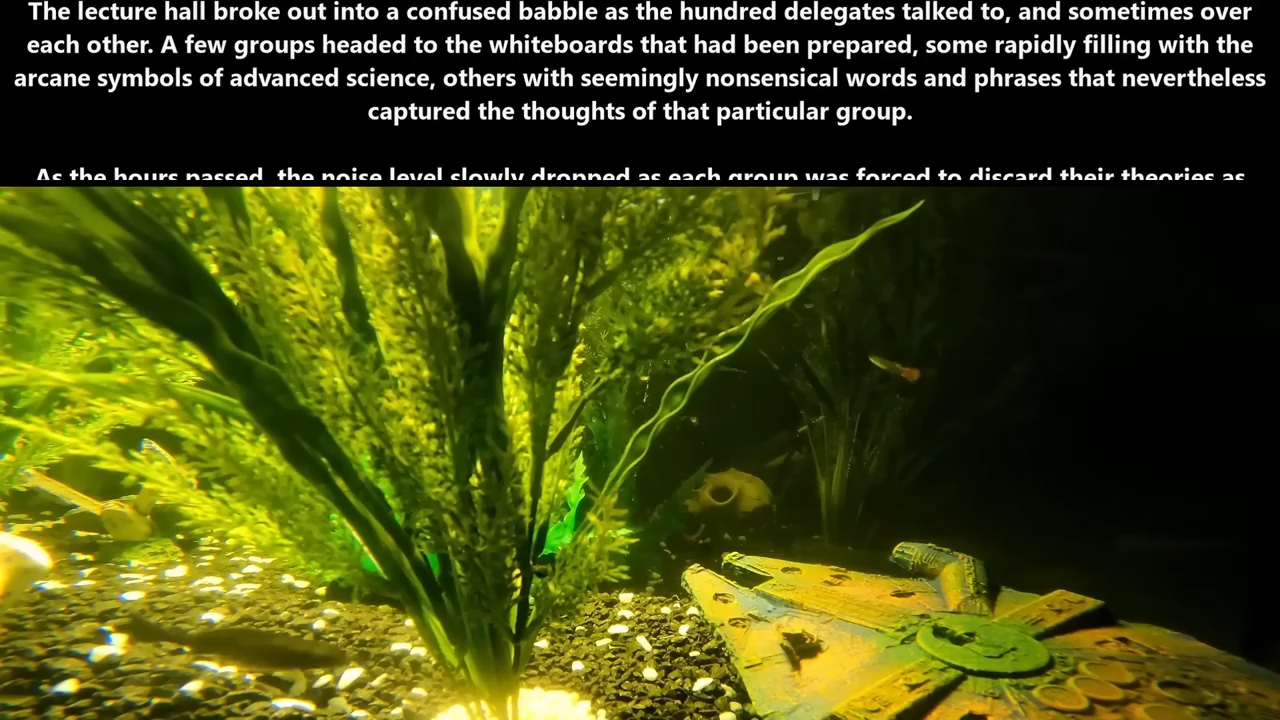 The lecture hall broke out into a confused babble as the hundred delegates talked to, and sometimes over
each other. A few groups headed to the whiteboards that had been prepared, some rapidly filling with the
arcane symbols of advanced science, others with seemingly nonsensical words and phrases that nevertheless
captured the thoughts of that particular group.
As the hours passed, the noise level slowly dropped as each group was forced to discard their theories as